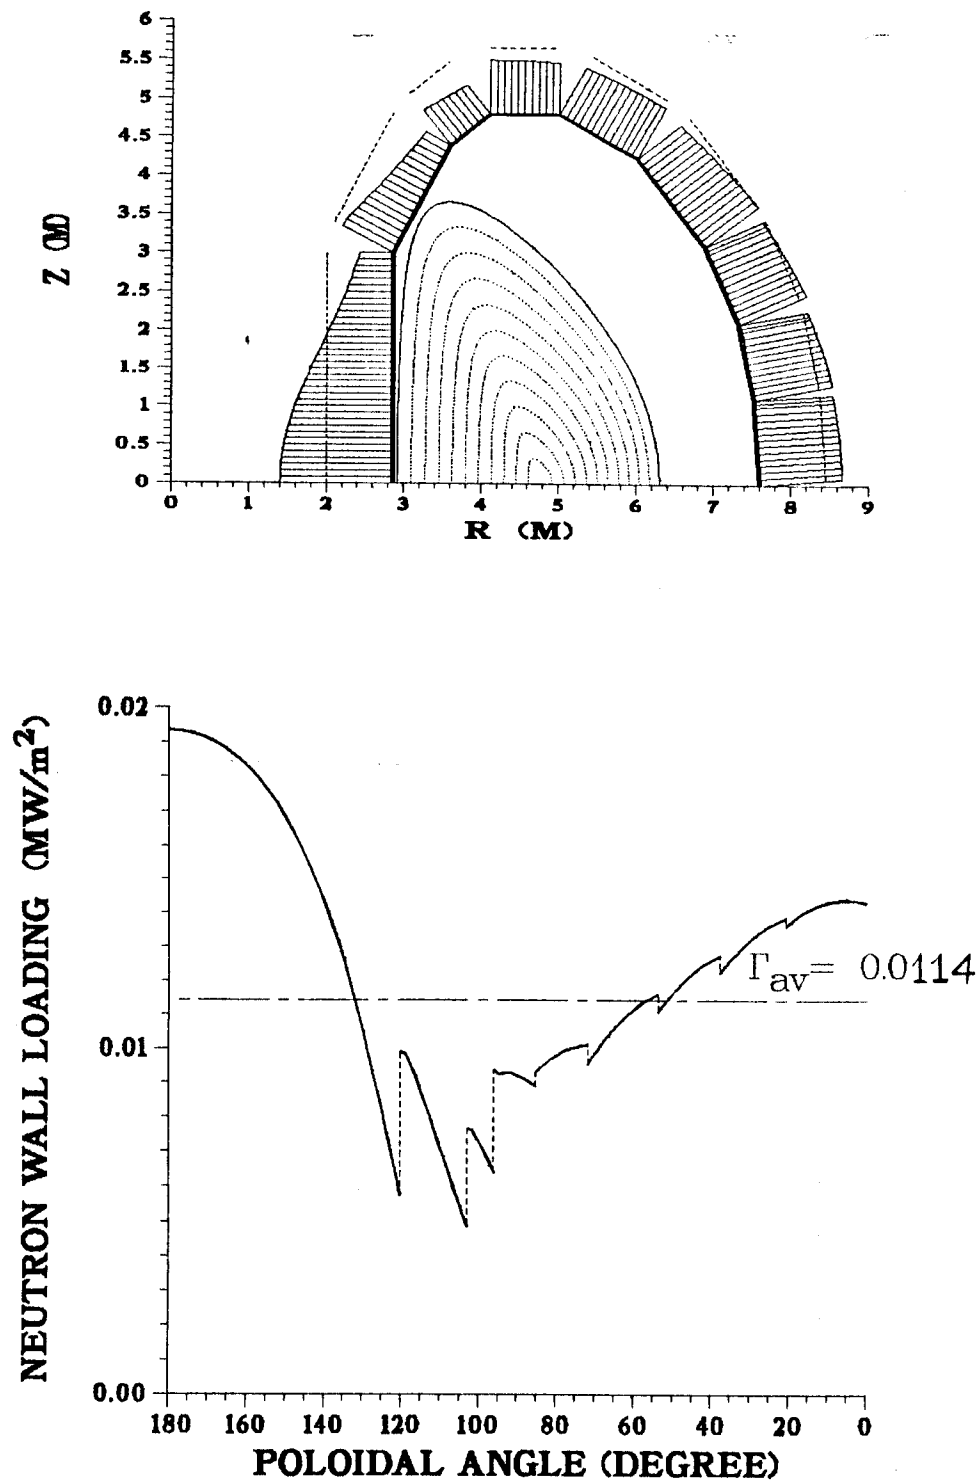 6
5.5
5
4.5
4
3.5
3
2.5
2
1.5
1
0.5
0
Z (M)
0 1 2 3 4 5 6 7 8 9
R (M)
0.02
0.01
0.00
NEUTRON WALL LOADING (MW/m²)
Γav= 0.0114
180 160 140 120 100 80 60 40 20 0
POLOIDAL ANGLE (DEGREE)